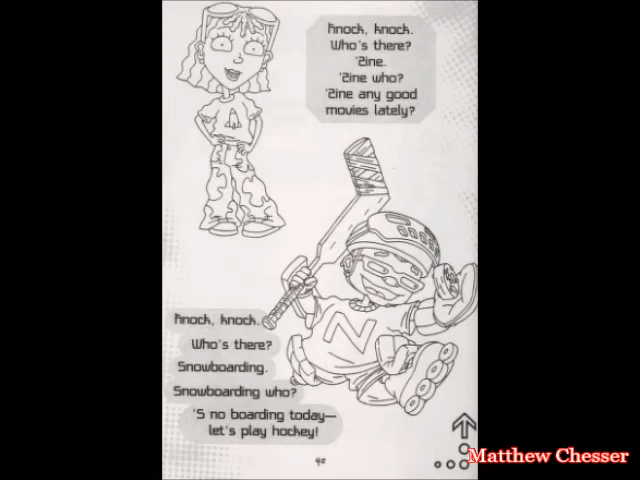 Knock, knock.
Who's there?
'Zine.
'Zine who?
'Zine any good
movies lately?
Z
Knock, knock.
Who's there?
Snowboarding.
Snowboarding who?
'S no boarding today—
let's play hockey!
42
Matthew Chesser